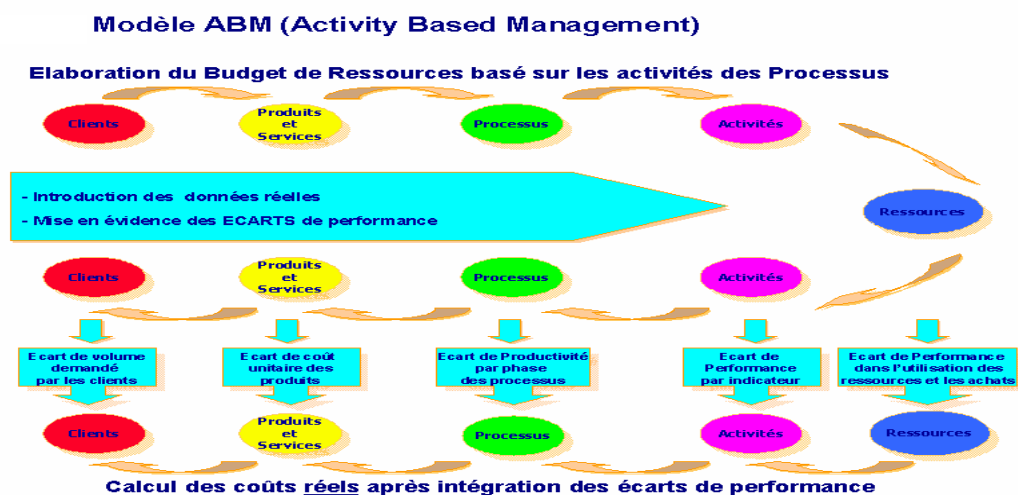 Modèle ABM (Activity Based Management)
Elaboration du Budget de Ressources basé sur les activités des Processus
Clients
Produits
et
Services
Processus
Activités
- Introduction des données réelles
- Mise en évidence des ECARTS de performance
Ressources
Clients
Produits
et
Services
Processus
Activités
Ecart de volume
demandé
par les clients
Ecart de coût
unitaire des
produits
Ecart de Productivité
par phase
des processus
Ecart de
Performance
par indicateur
Ecart de Performance
dans l'utilisation des
ressources et les achats
Clients
Produits
et
Services
Processus
Activités
Ressources
Calcul des coûts réels après intégration des écarts de performance